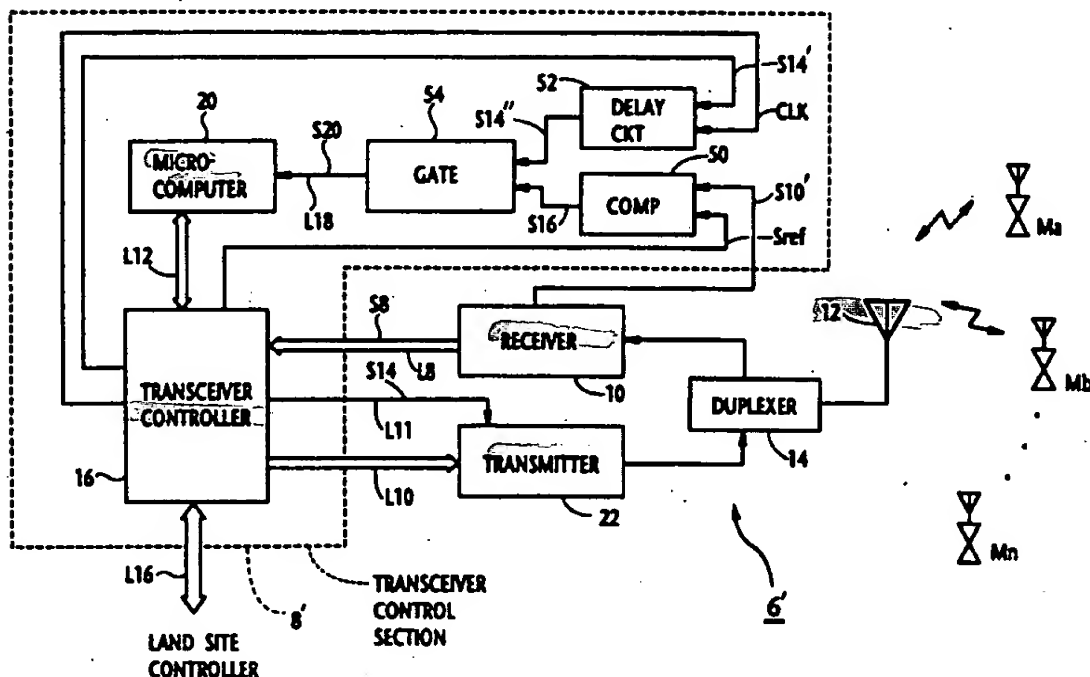 S14'
52
DELAY
CKT
CLK
20
54
S14''
50
S20
MICRO-
COMPUTER
GATE
COMP
S10'
L18
S16
Sref
Ma
L12
12
S8
RECEIVER
L8
10
Mb
TRANSCEIVER
CONTROLLER
S14
DUPLEXER
L11
14
16
TRANSMITTER
L10
22
Mn
L16
8'
TRANSCEIVER
CONTROL
SECTION
6'
LAND SITE
CONTROLLER